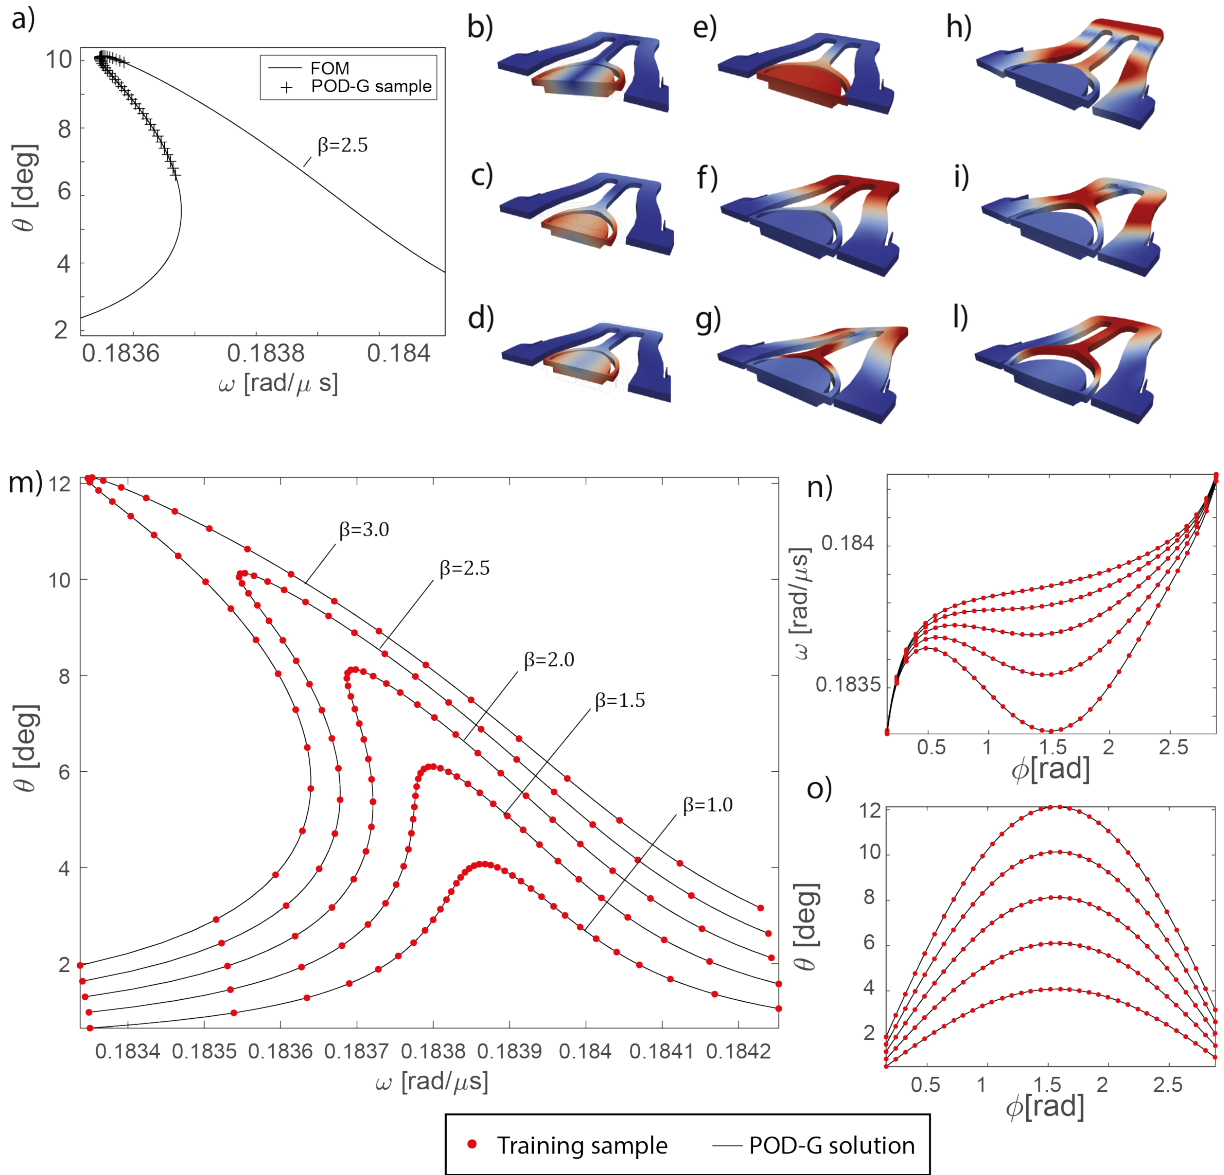 a)
10
8
6
4
2
θ [deg]
FOM
POD-G sample
β=2.5
0.1836
0.1838
0.184
ω [rad/μ s]
b)
e)
h)
c)
f)
i)
d)
g)
l)
m)
12
10
8
6
4
2
θ [deg]
β=3.0
β=2.5
β=2.0
β=1.5
β=1.0
0.1834
0.1835
0.1836
0.1837
0.1838
0.1839
0.184
0.1841
0.1842
ω [rad/μs]
n)
0.184
0.1835
ω [rad/μs]
0.5
1
1.5
2
2.5
ϕ[rad]
o)
12
10
8
6
4
2
θ [deg]
0.5
1
1.5
2
2.5
ϕ[rad]
Training sample
POD-G solution